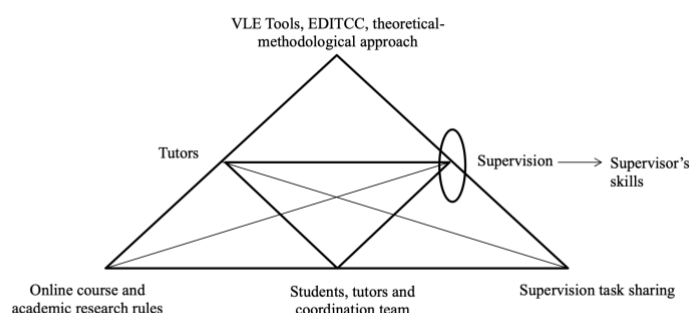 VLE Tools, EDITCC, theoretical-
methodological approach
Tutors
Supervision
Supervisor's
skills
Online course and
academic research rules
Students, tutors and
coordination team
Supervision task sharing